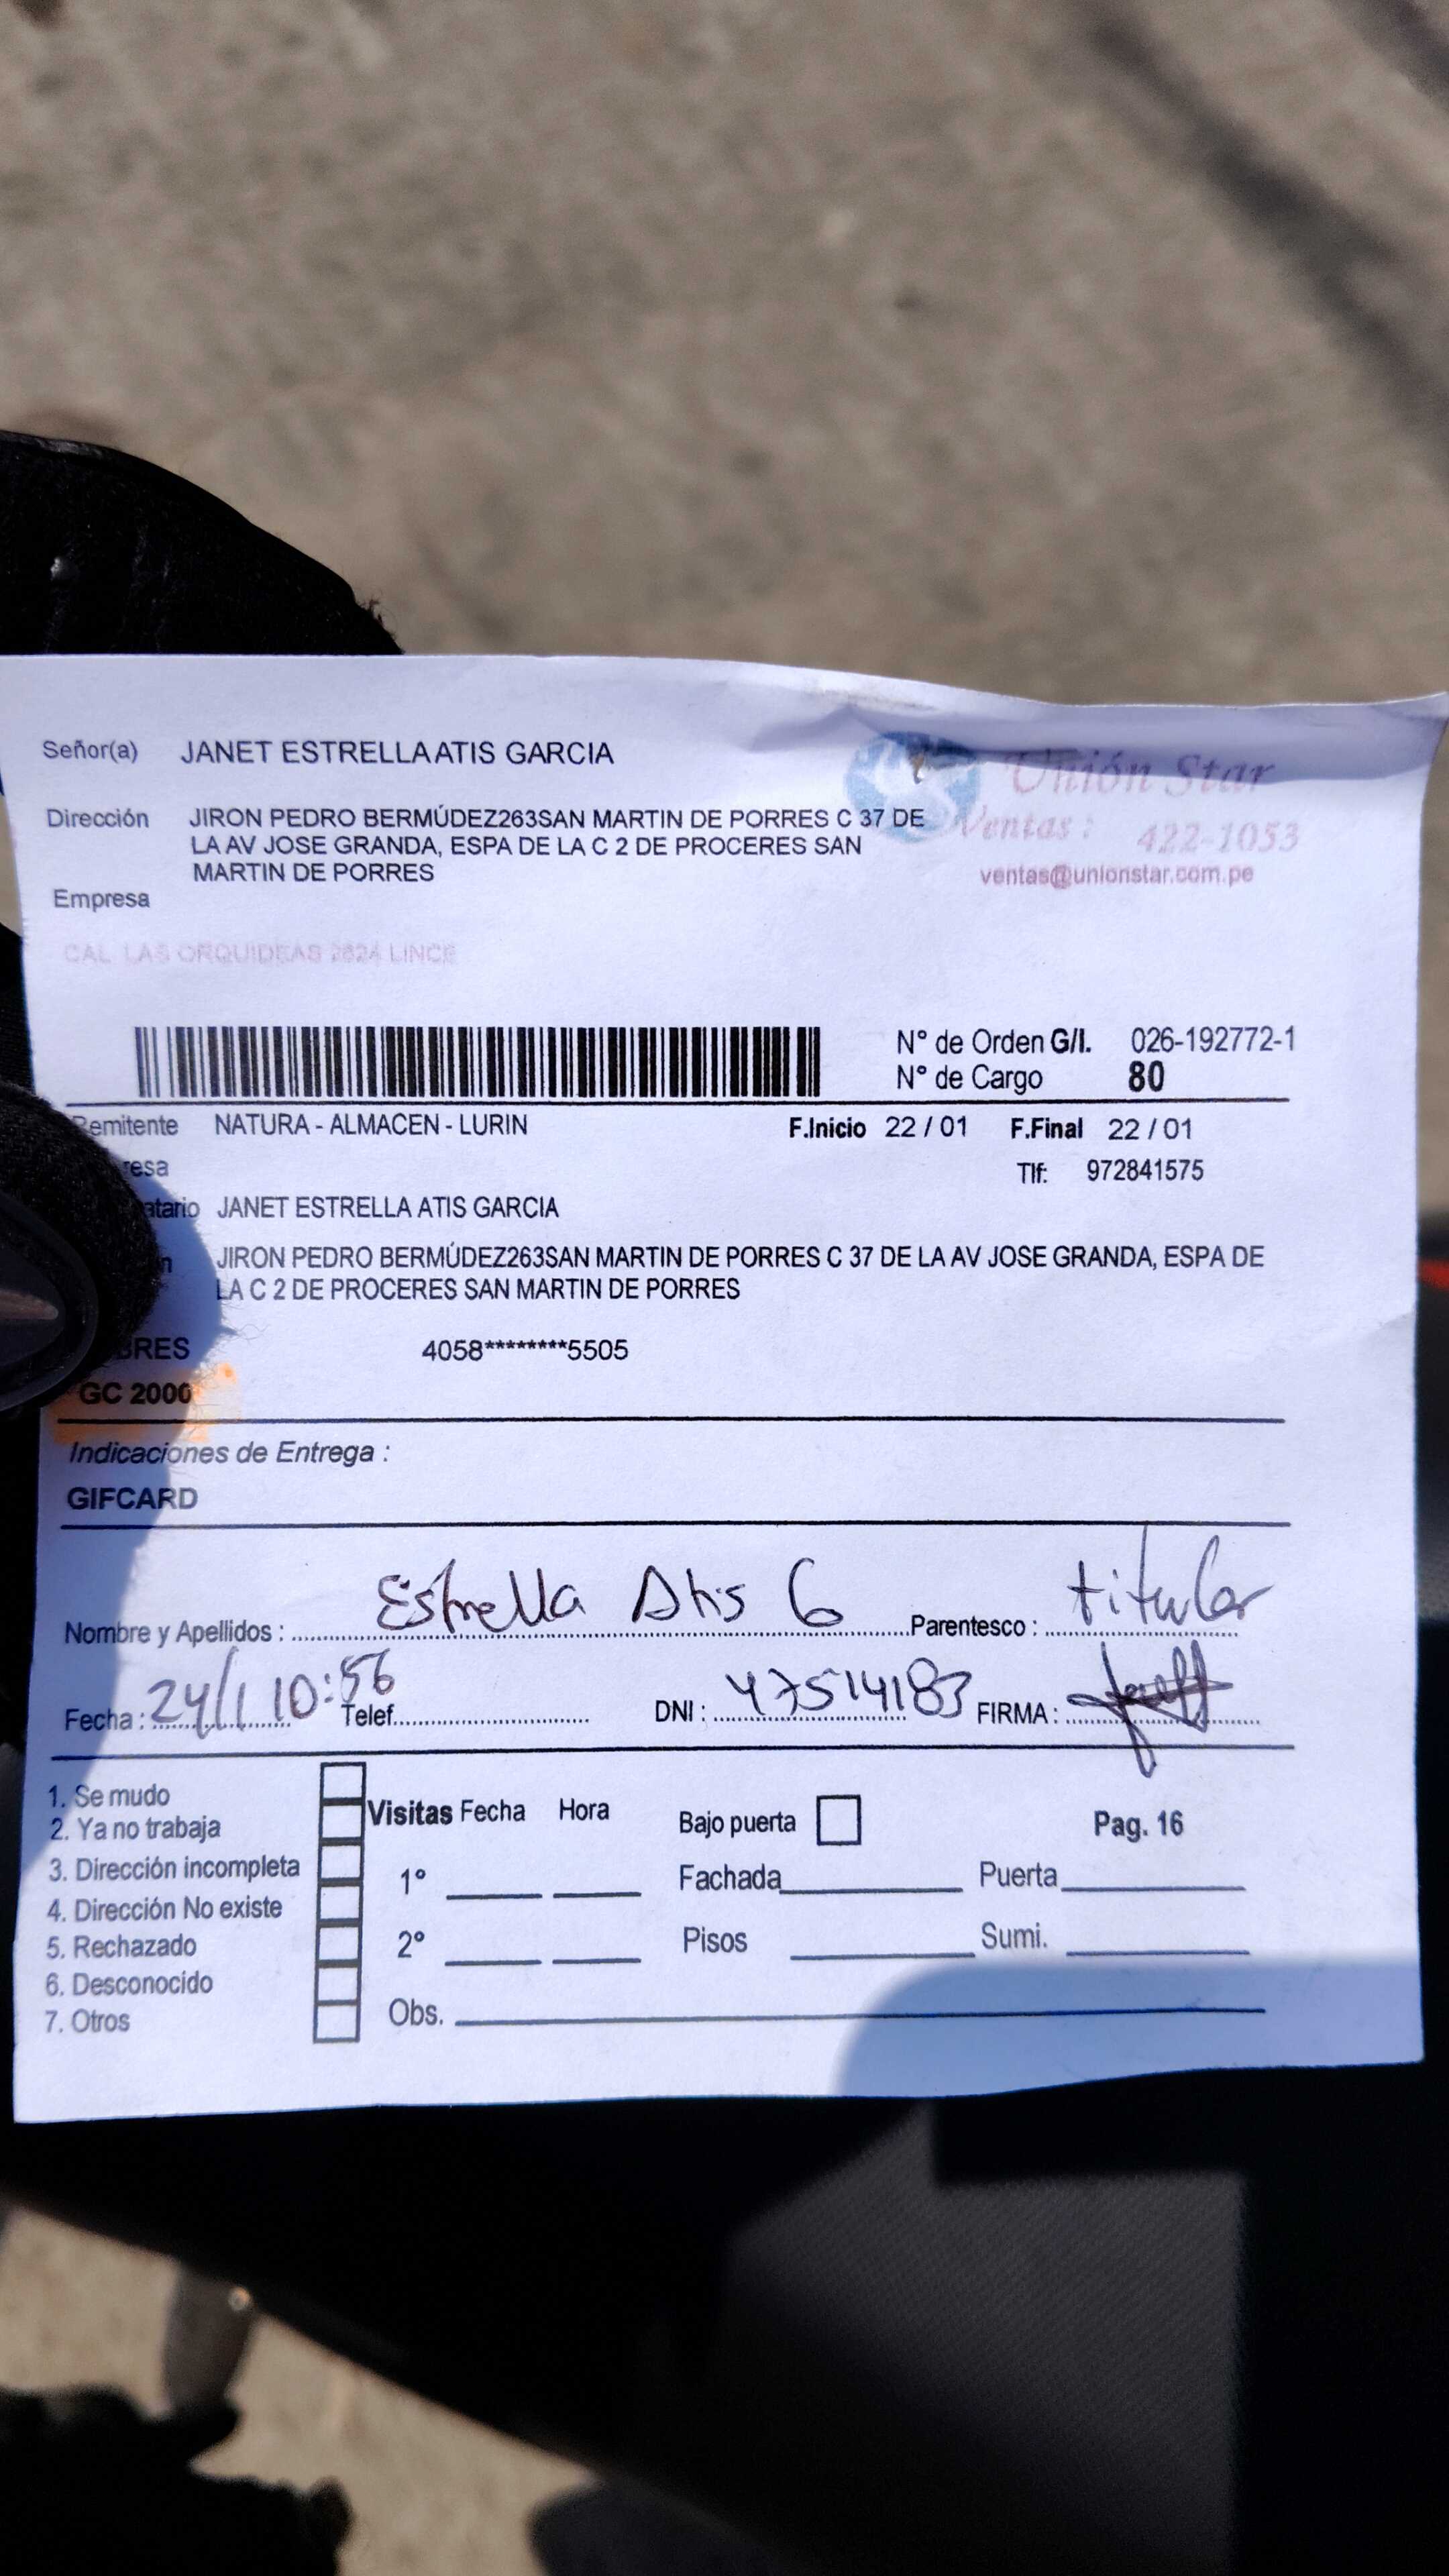 Señor(a) JANET ESTRELLA ATIS GARCIA
Unión Star
Dirección JIRON PEDRO BERMÚDEZ263SAN MARTIN DE PORRES C 37 DE
LA AV JOSE GRANDA, ESPA DE LA C 2 DE PROCERES SAN
MARTIN DE PORRES
Ventas : 422-1053
ventas@unionstar.com.pe
Empresa
CAL. LAS ORQUIDEAS 2624 LINCE
N° de Orden G/I. 026-192772-1
N° de Cargo 80
Remitente NATURA - ALMACEN - LURIN F.Inicio 22 / 01 F.Final 22 / 01
resa Tlf: 972841575
atario JANET ESTRELLA ATIS GARCIA
n JIRON PEDRO BERMÚDEZ263SAN MARTIN DE PORRES C 37 DE LA AV JOSE GRANDA, ESPA DE
LA C 2 DE PROCERES SAN MARTIN DE PORRES
BRES 4058********5505
GC 2000
Indicaciones de Entrega :
GIFCARD
Nombre y Apellidos : Estrella Atis G Parentesco : titular
Fecha : 24/1 10:56 Telef. DNI : 47514183 FIRMA :
1. Se mudo
2. Ya no trabaja
3. Dirección incompleta
4. Dirección No existe
5. Rechazado
6. Desconocido
7. Otros
Visitas Fecha Hora
1°
2°
Obs.
Bajo puerta Pag. 16
Fachada Puerta
Pisos Sumi.